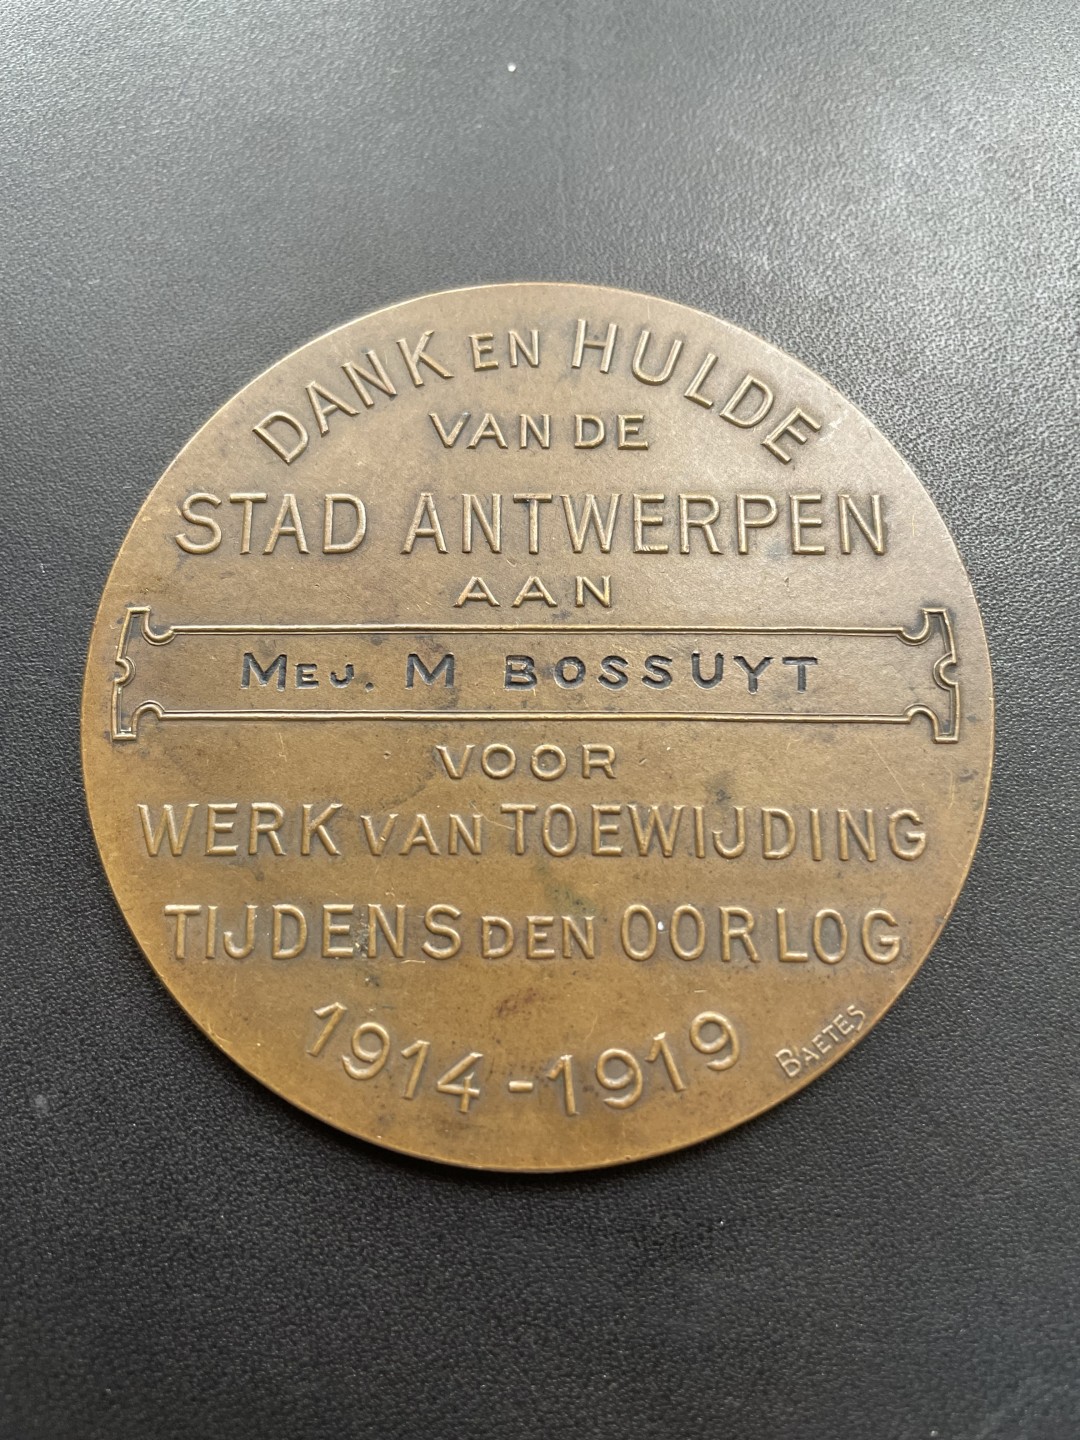 DANK EN HULDE
VAN DE
STAD ANTWERPEN
AAN
MEJ. M BOSSUYT
VOOR
WERK VAN TOEWIJDING
TIJDENS DEN OORLOG
1914-1919
BAETES